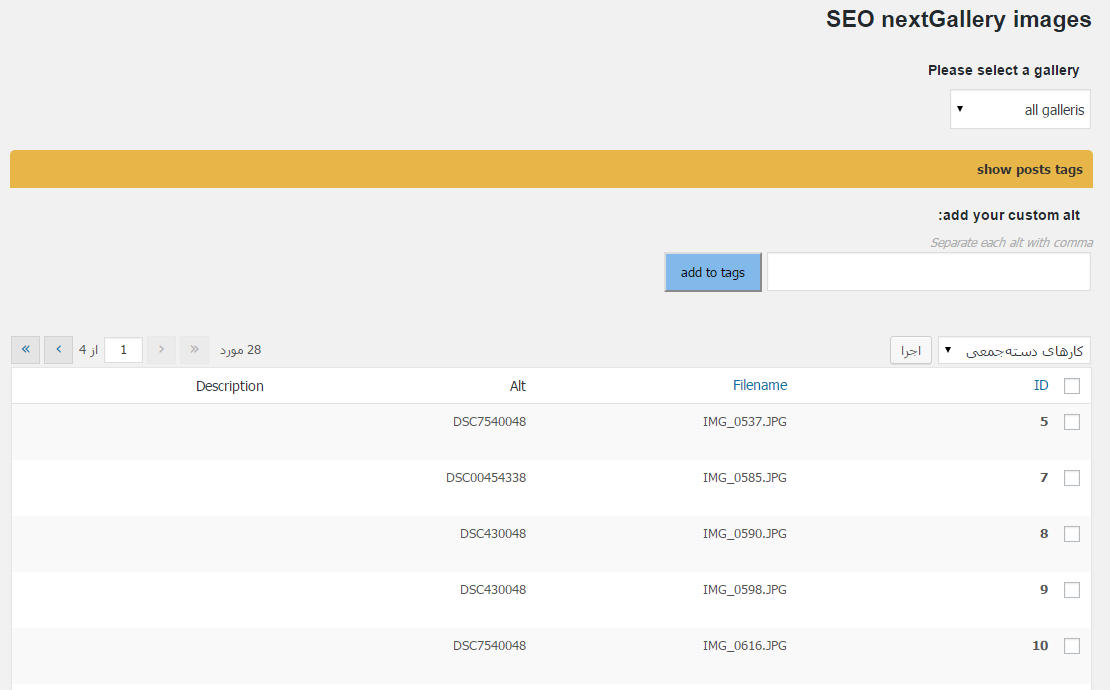 SEO nextGallery images
Please select a gallery
all galleris
show posts tags
:add your custom alt
Separate each alt with comma
add to tags
کارهای دسته‌جمعی
اجرا
28 مورد
» › 1 از 4 ‹ «
ID Filename Alt Description
5 IMG_0537.JPG DSC7540048
7 IMG_0585.JPG DSC00454338
8 IMG_0590.JPG DSC430048
9 IMG_0598.JPG DSC430048
10 IMG_0616.JPG DSC7540048